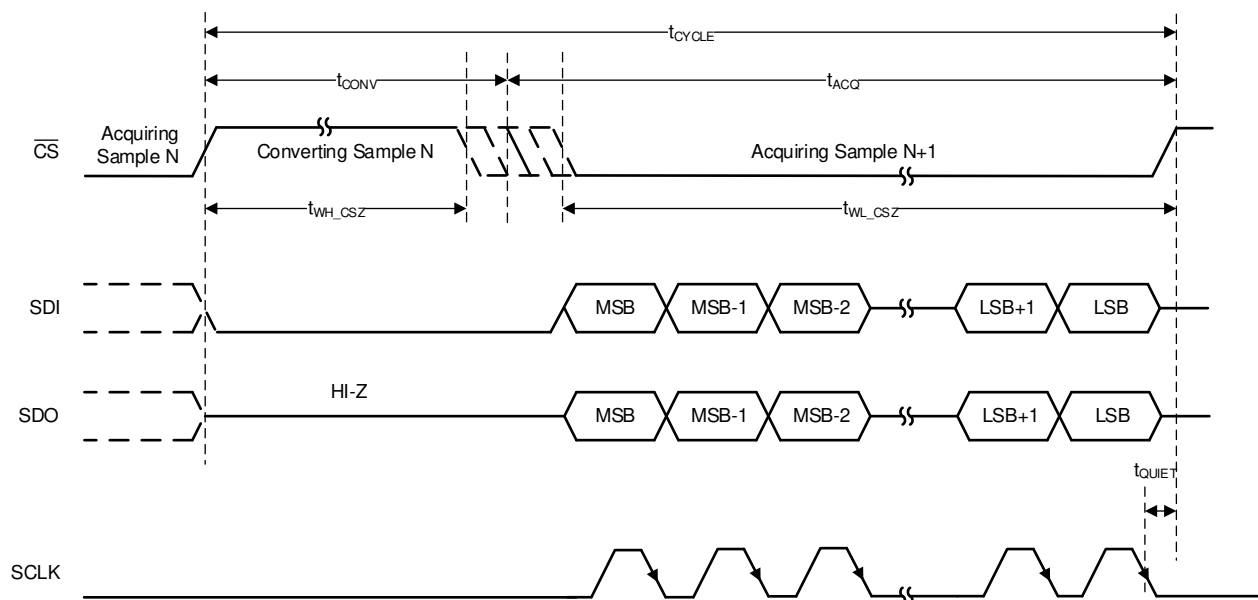 tCYCLE
tCONV
tACQ
CS
Acquiring
Sample N
Converting Sample N
Acquiring Sample N+1
tWH_CSZ
tWL_CSZ
SDI
MSB
MSB-1
MSB-2
LSB+1
LSB
HI-Z
SDO
MSB
MSB-1
MSB-2
LSB+1
LSB
tQUIET
SCLK